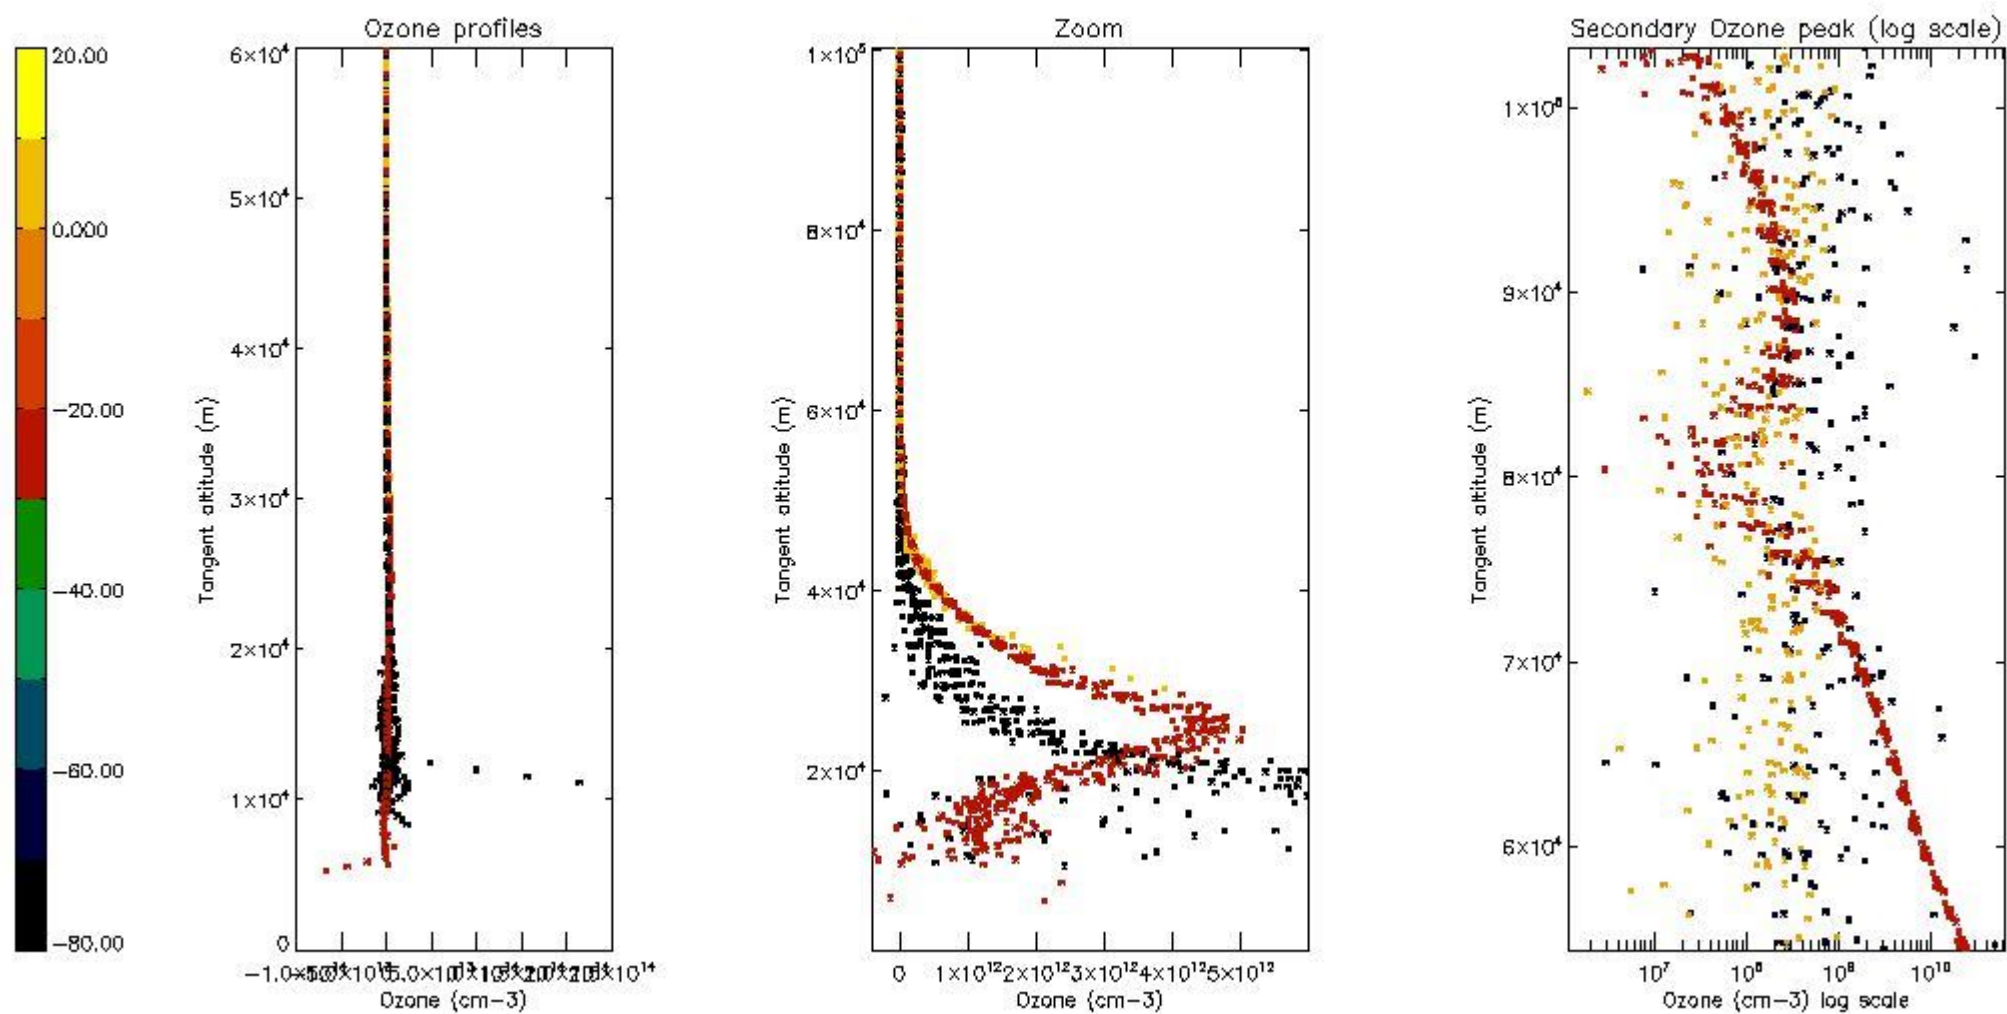 Ozone profiles
Zoom
Secondary Ozone peak (log scale)
20.00
0.000
−20.00
−40.00
−60.00
−80.00
Tangent altitude (m)
6×10⁴
5×10⁴
4×10⁴
3×10⁴
2×10⁴
1×10⁴
0
Ozone (cm−3)
Tangent altitude (m)
1×10⁵
8×10⁴
6×10⁴
4×10⁴
2×10⁴
0 1×10¹² 2×10¹² 3×10¹² 4×10¹² 5×10¹²
Ozone (cm−3)
Tangent altitude (m)
1×10⁵
9×10⁴
8×10⁴
7×10⁴
6×10⁴
10⁷ 10⁸ 10⁹ 10¹⁰
Ozone (cm−3) log scale